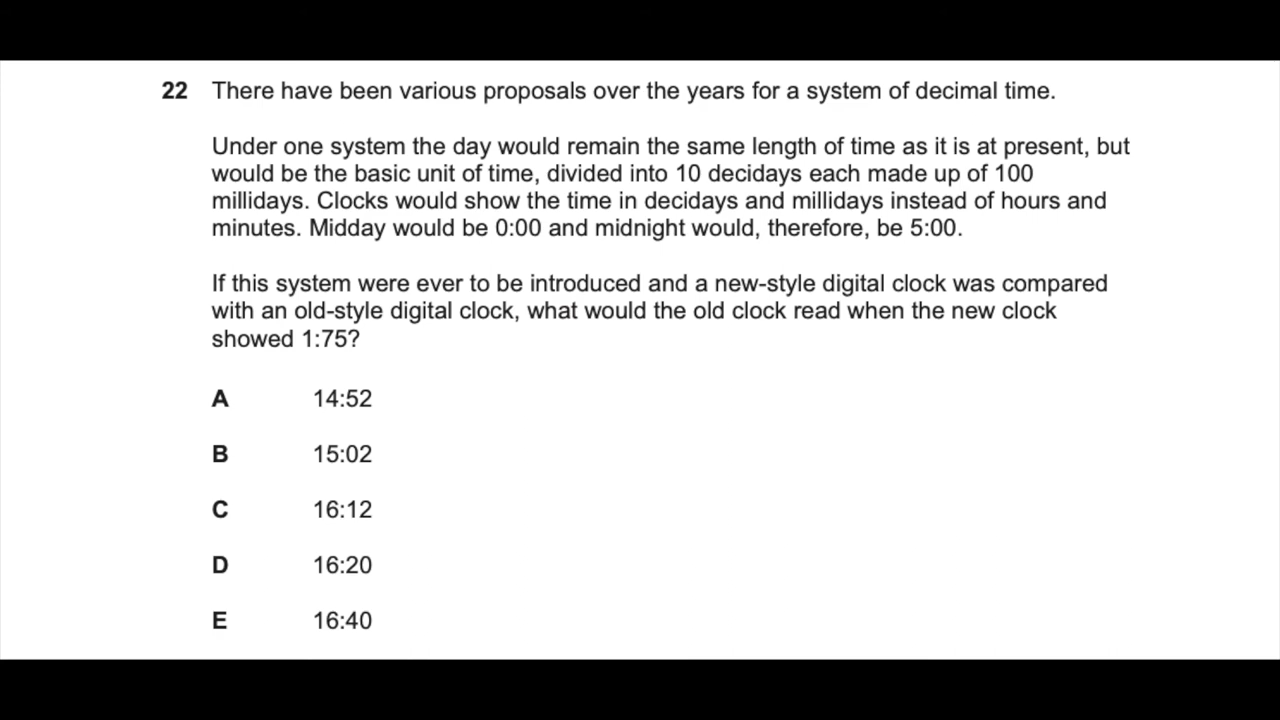 22 There have been various proposals over the years for a system of decimal time.
Under one system the day would remain the same length of time as it is at present, but
would be the basic unit of time, divided into 10 decidays each made up of 100
millidays. Clocks would show the time in decidays and millidays instead of hours and
minutes. Midday would be 0:00 and midnight would, therefore, be 5:00.
If this system were ever to be introduced and a new-style digital clock was compared
with an old-style digital clock, what would the old clock read when the new clock
showed 1:75?
A 14:52
B 15:02
C 16:12
D 16:20
E 16:40